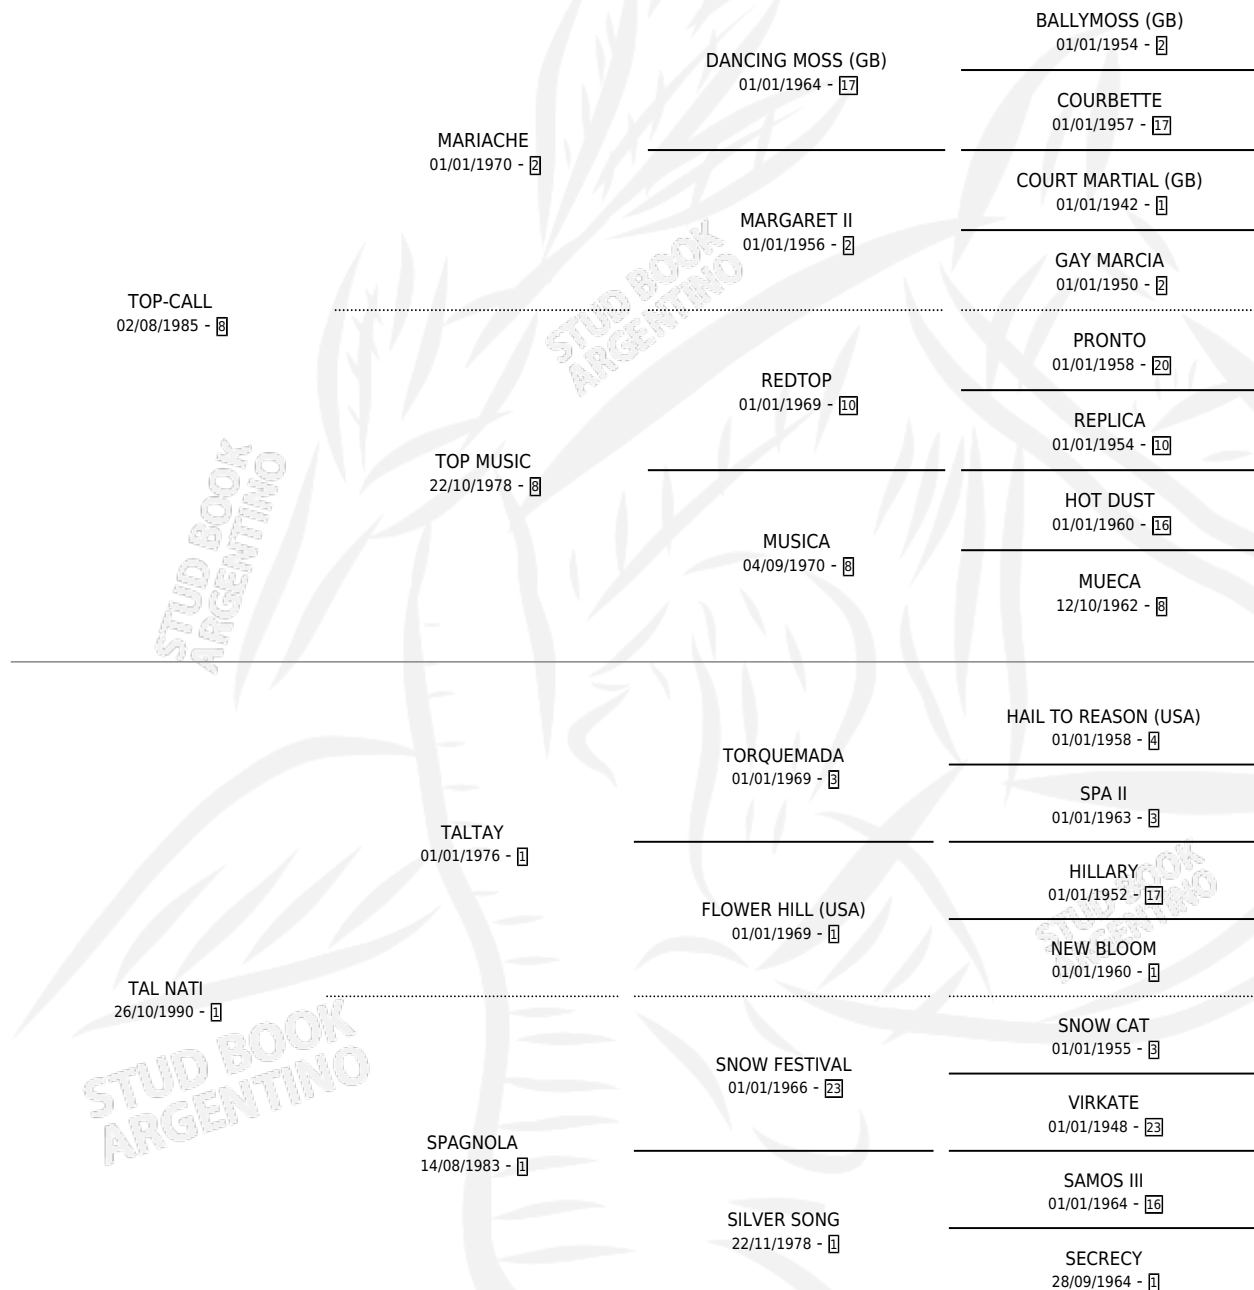 BALLYMOSS (GB)
01/01/1954 - 2
DANCING MOSS (GB)
01/01/1964 - 17
COURBETTE
01/01/1957 - 17
MARIACHE
01/01/1970 - 2
COURT MARTIAL (GB)
01/01/1942 - 1
MARGARET II
01/01/1956 - 2
GAY MARCIA
01/01/1950 - 2
TOP-CALL
02/08/1985 - 8
PRONTO
01/01/1958 - 20
REDTOP
01/01/1969 - 10
REPLICA
01/01/1954 - 10
TOP MUSIC
22/10/1978 - 8
HOT DUST
01/01/1960 - 16
MUSICA
04/09/1970 - 8
MUECA
12/10/1962 - 8
HAIL TO REASON (USA)
01/01/1958 - 4
TORQUEMADA
01/01/1969 - 3
SPA II
01/01/1963 - 3
TALTAY
01/01/1976 - 1
HILLARY
01/01/1952 - 17
FLOWER HILL (USA)
01/01/1969 - 1
NEW BLOOM
01/01/1960 - 1
TAL NATI
26/10/1990 - 1
SNOW CAT
01/01/1955 - 3
SNOW FESTIVAL
01/01/1966 - 23
VIRKATE
01/01/1948 - 23
SPAGNOLA
14/08/1983 - 1
SAMOS III
01/01/1964 - 16
SILVER SONG
22/11/1978 - 1
SECRECY
28/09/1964 - 1
STUD BOOK
ARGENTINO
STUD BOOK
ARGENTINO
STUD BOOK
ARGENTINO
STUD BOOK
ARGENTINO